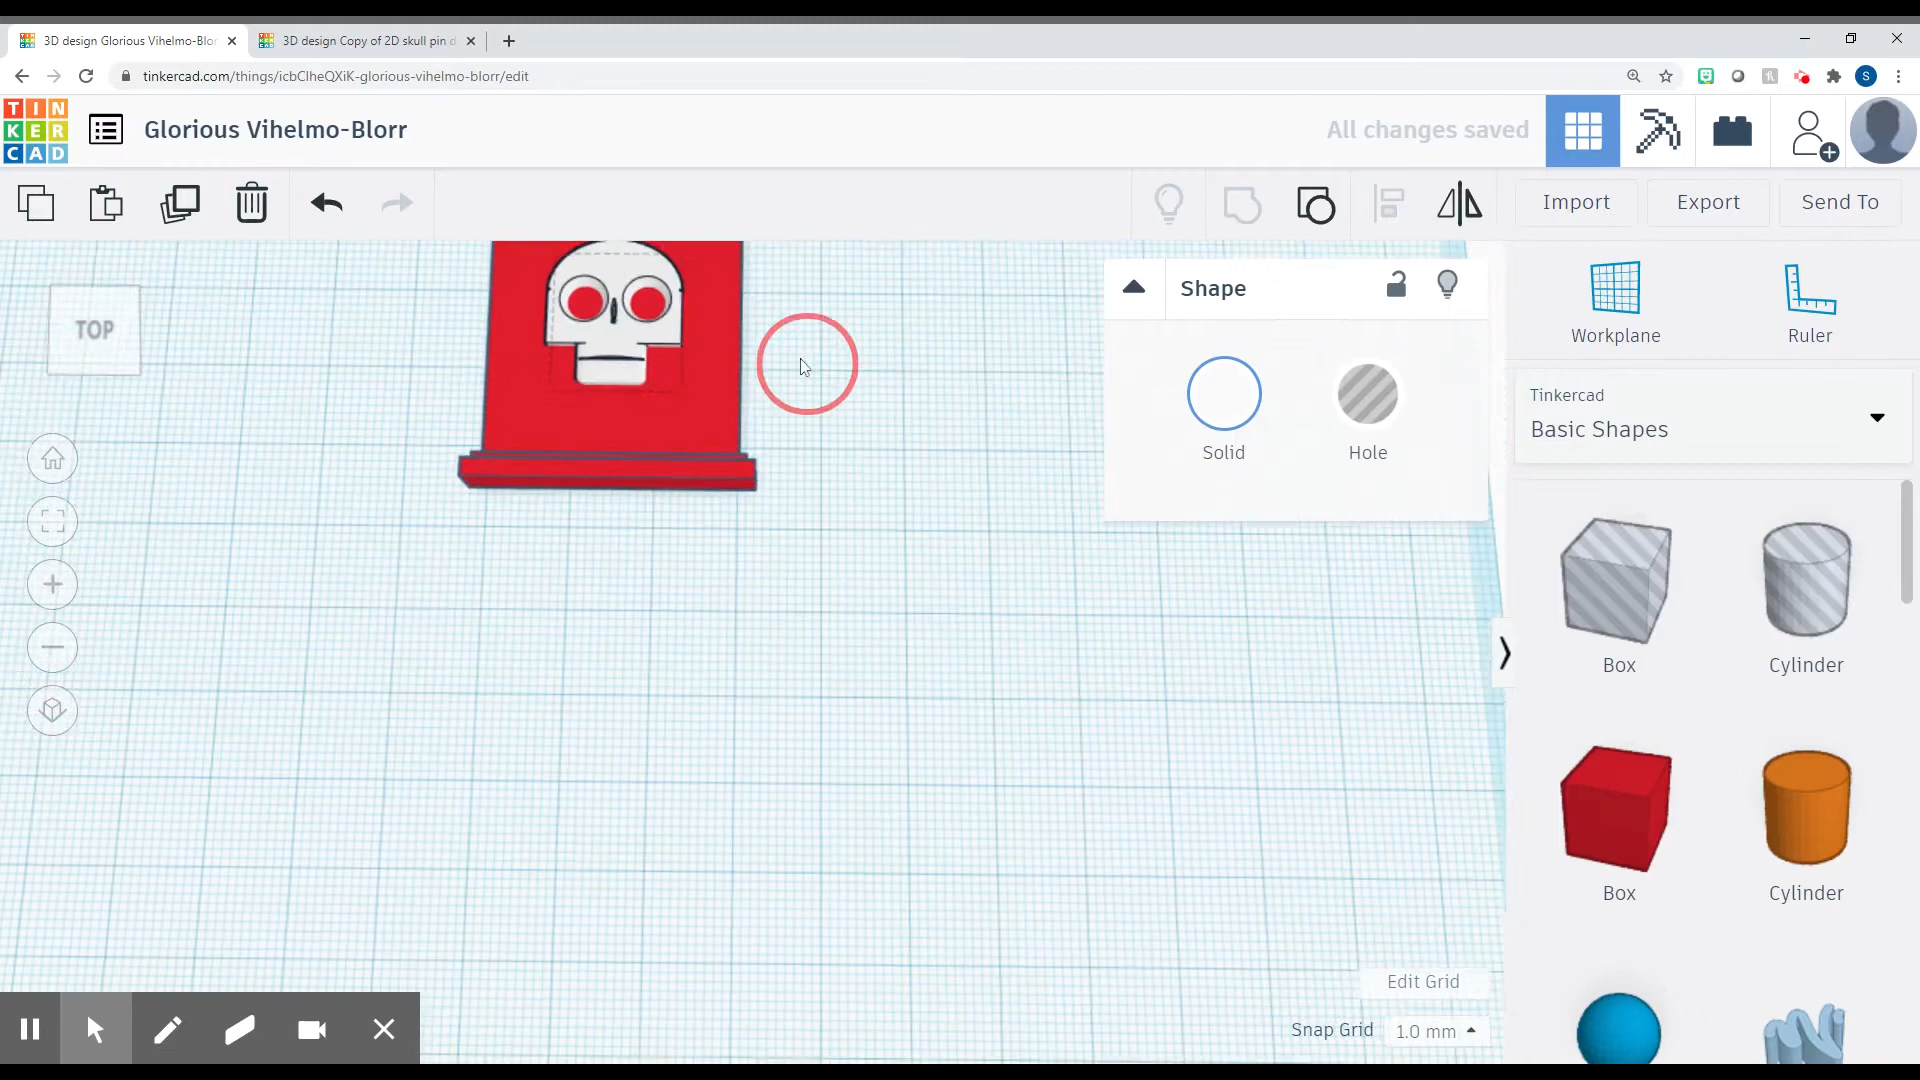 3D design Glorious Vihelmo-Blor
3D design Copy of 2D skull pin d
tinkercad.com/things/icbClheQXiK-glorious-vihelmo-blorr/edit
S
TIN
KER
CAD
Glorious Vihelmo-Blorr
All changes saved
Import
Export
Send To
TOP
Shape
Solid
Hole
Workplane
Ruler
Tinkercad
Basic Shapes
Box
Cylinder
Box
Cylinder
Edit Grid
Snap Grid 1.0 mm